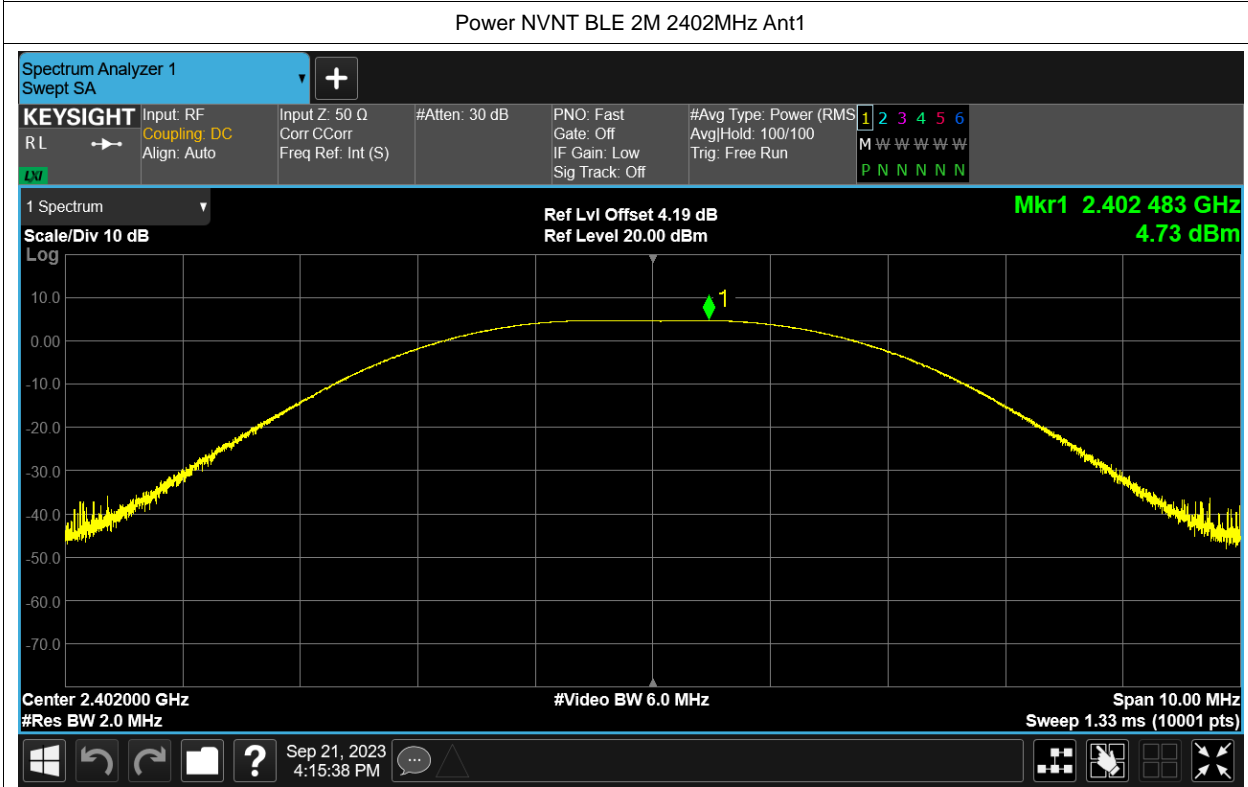 Power NVNT BLE 2M 2402MHz Ant1
Spectrum Analyzer 1
Swept SA
KEYSIGHT
R L
LXI
Input: RF
Coupling: DC
Align: Auto
Input Z: 50 Ω
Corr CCorr
Freq Ref: Int (S)
#Atten: 30 dB
PNO: Fast
Gate: Off
IF Gain: Low
Sig Track: Off
#Avg Type: Power (RMS
Avg|Hold: 100/100
Trig: Free Run
1 2 3 4 5 6
M W W W W W
P N N N N N
1 Spectrum
Scale/Div 10 dB
Log
Ref Lvl Offset 4.19 dB
Ref Level 20.00 dBm
Mkr1 2.402 483 GHz
4.73 dBm
1
10.0
0.00
-10.0
-20.0
-30.0
-40.0
-50.0
-60.0
-70.0
Center 2.402000 GHz
#Res BW 2.0 MHz
#Video BW 6.0 MHz
Span 10.00 MHz
Sweep 1.33 ms (10001 pts)
?
Sep 21, 2023
4:15:38 PM